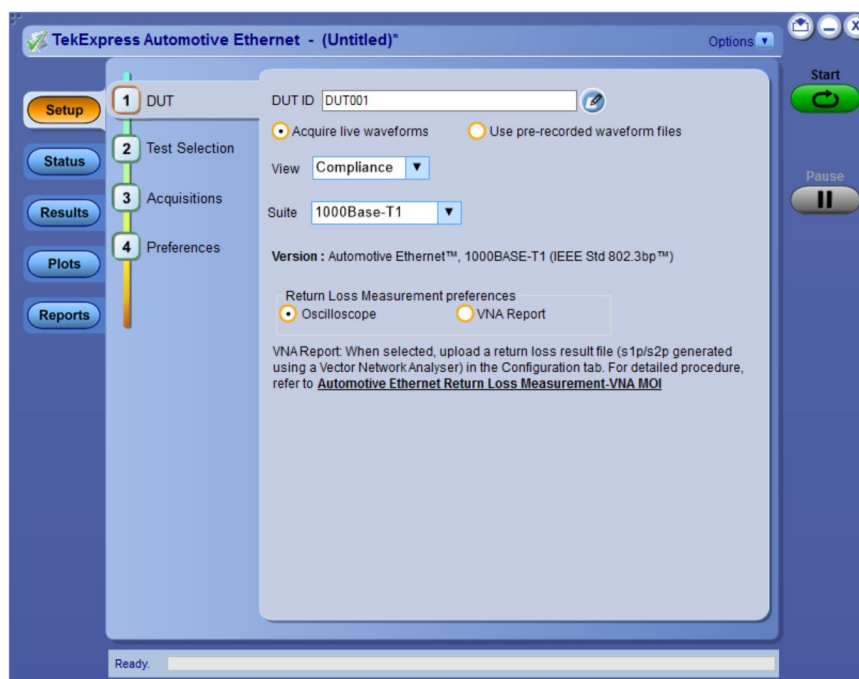 TekExpress Automotive Ethernet - (Untitled)*
Options
Start
Pause
Setup
Status
Results
Plots
Reports
1 DUT
2 Test Selection
3 Acquisitions
4 Preferences
DUT ID DUT001
Acquire live waveforms Use pre-recorded waveform files
View Compliance
Suite 1000Base-T1
Version : Automotive Ethernet™, 1000BASE-T1 (IEEE Std 802.3bp™)
Return Loss Measurement preferences
Oscilloscope VNA Report
VNA Report: When selected, upload a return loss result file (s1p/s2p generated
using a Vector Network Analyser) in the Configuration tab. For detailed procedure,
refer to Automotive Ethernet Return Loss Measurement-VNA MOI
Ready.